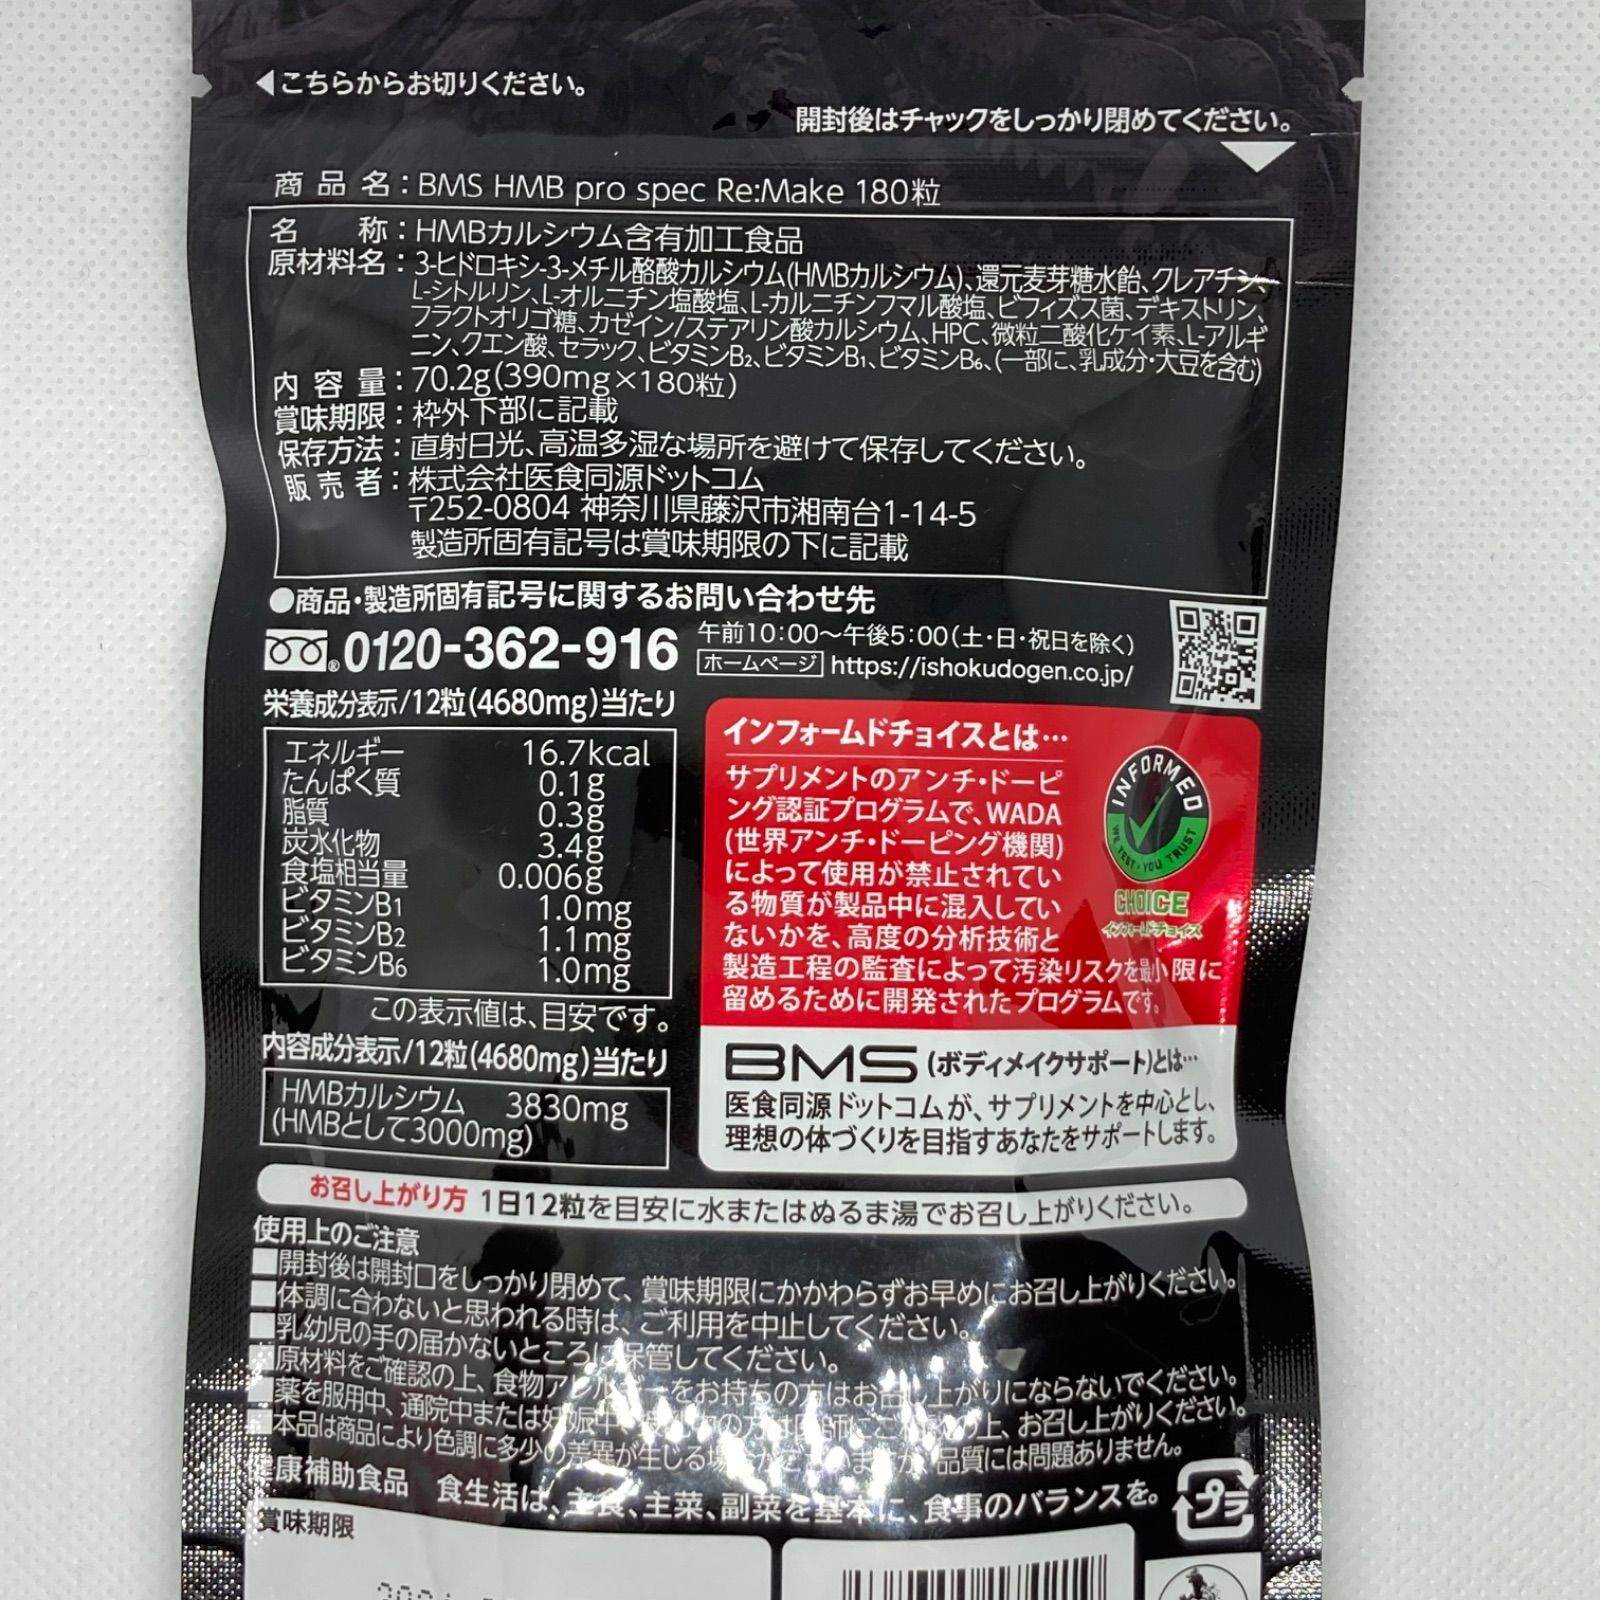 こちらからお切りください。
開封後はチャックをしっかり閉めてください。
商品名：BMS HMB pro spec Re:Make 180粒
名称：HMBカルシウム含有加工食品
原材料名：3-ヒドロキシ-3-メチル酪酸カルシウム(HMBカルシウム)、還元麦芽糖水飴、クレアチン、
L-シトルリン、L-オルニチン塩酸塩、L-カルニチンフマル酸塩、ビフィズス菌、デキストリン、
フラクトオリゴ糖、カゼイン/ステアリン酸カルシウム、HPC、微粒二酸化ケイ素、L-アルギ
ニン、クエン酸、セラック、ビタミンB₂、ビタミンB₁、ビタミンB₆、(一部に、乳成分・大豆を含む)
内容量：70.2g(390mg×180粒)
賞味期限：枠外下部に記載
保存方法：直射日光、高温多湿な場所を避けて保存してください。
販売者：株式会社医食同源ドットコム
〒252-0804 神奈川県藤沢市湘南台1-14-5
製造所固有記号は賞味期限の下に記載
●商品・製造所固有記号に関するお問い合わせ先
0120-362-916
午前10:00〜午後5:00(土・日・祝日を除く)
ホームページ https://ishokudogen.co.jp/
栄養成分表示/12粒(4680mg)当たり
エネルギー 16.7kcal
たんぱく質 0.1g
脂質 0.3g
炭水化物 3.4g
食塩相当量 0.006g
ビタミンB1 1.0mg
ビタミンB2 1.1mg
ビタミンB6 1.0mg
この表示値は、目安です。
内容成分表示/12粒(4680mg)当たり
HMBカルシウム 3830mg
(HMBとして3000mg)
インフォームドチョイスとは…
サプリメントのアンチ・ドーピ
ング認証プログラムで、WADA
(世界アンチ・ドーピング機関)
によって使用が禁止されてい
る物質が製品中に混入してい
ないかを、高度の分析技術と
製造工程の監査によって汚染リスクを最小限に
留めるために開発されたプログラムです。
INFORMED
WE TEST・YOU TRUST
CHOICE
インフォームドチョイス
BMS(ボディメイクサポート)とは…
医食同源ドットコムが、サプリメントを中心とし、
理想の体づくりを目指すあなたをサポートします。
お召し上がり方 1日12粒を目安に水またはぬるま湯でお召し上がりください。
使用上のご注意
■開封後は開封口をしっかり閉めて、賞味期限にかかわらずお早めにお召し上がりください。
■体調に合わないと思われる時は、ご利用を中止してください。
■乳幼児の手の届かないところに保管してください。
■原材料をご確認の上、食物アレルギーをお持ちの方はお召し上がりにならないでください。
■薬を服用中、通院中または妊娠中・の方は医師にご相談の上、お召し上がりください。
■本品は商品により色調に多少の差異が生じる場合がございますが、品質には問題ありません。
健康補助食品 食生活は、主食、主菜、副菜を基本に、食事のバランスを。
プラ
賞味期限